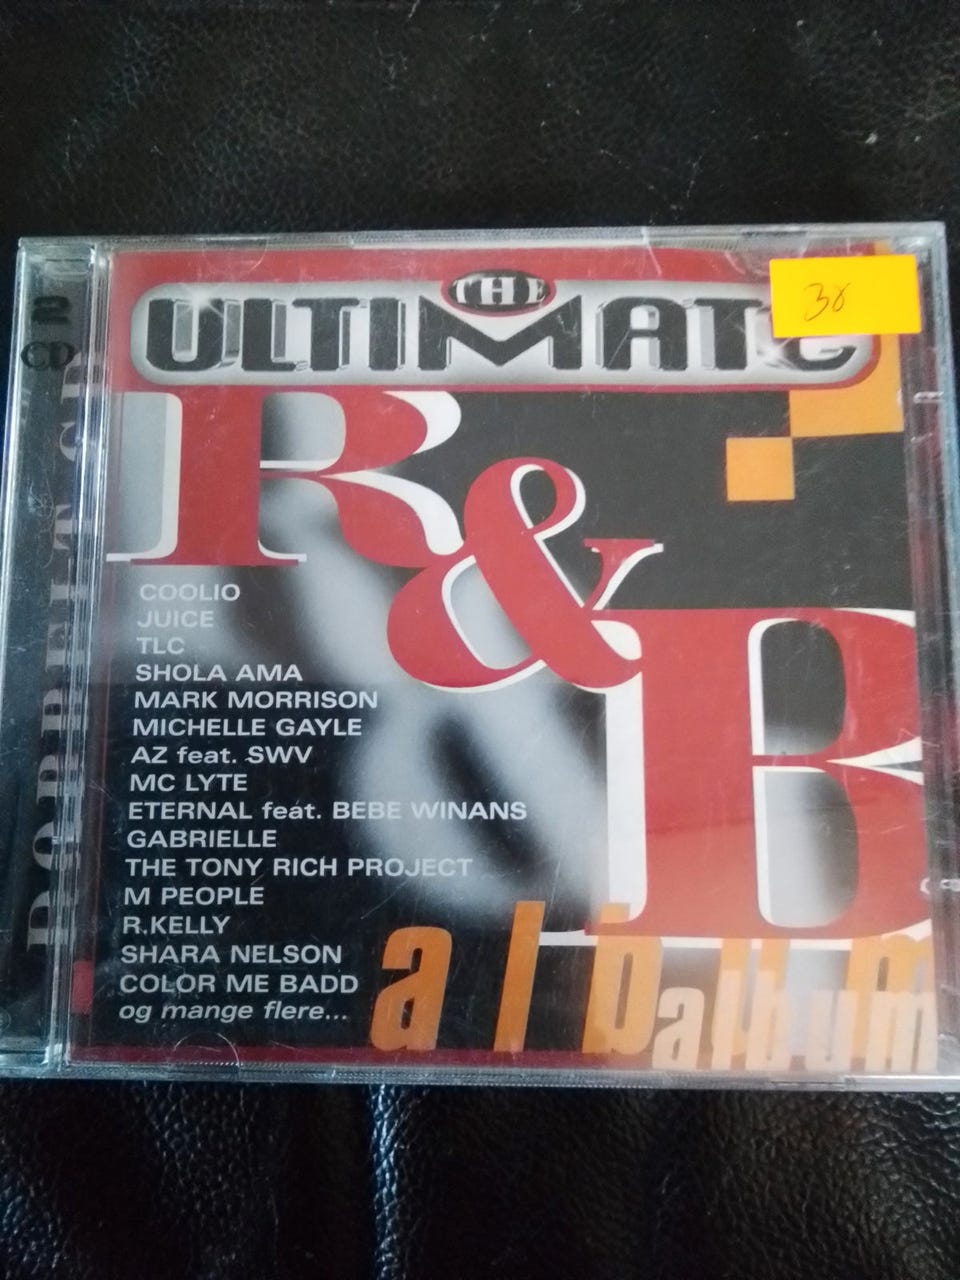 THE
ULTIMATE
30
R&B
2
CD
DOBBELT CD
COOLIO
JUICE
TLC
SHOLA AMA
MARK MORRISON
MICHELLE GAYLE
AZ feat. SWV
MC LYTE
ETERNAL feat. BEBE WINANS
GABRIELLE
THE TONY RICH PROJECT
M PEOPLE
R.KELLY
SHARA NELSON
COLOR ME BADD
og mange flere...
album
album